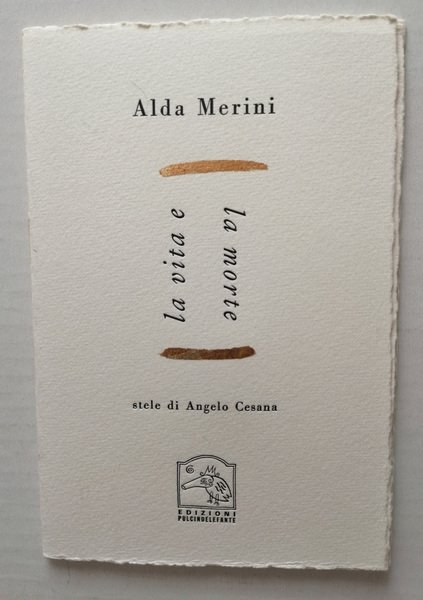 Alda Merini
la vita e
la morte
stele di Angelo Cesana
EDIZIONI
PULCINOELEFANTE